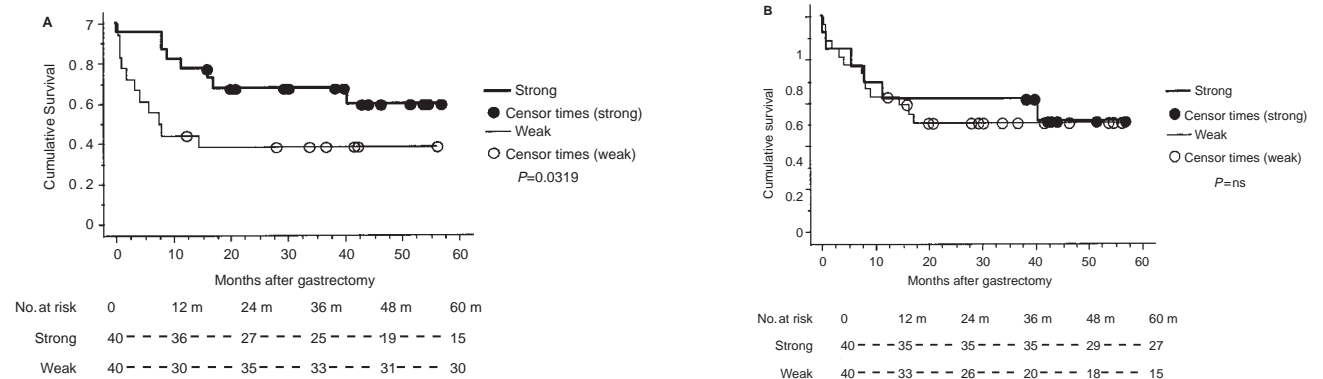 A
7
0.8
0.6
0.4
0.2
0
Cumulative Survival
0 10 20 30 40 50 60
Months after gastrectomy
Strong
Censor times (strong)
Weak
Censor times (weak)
P=0.0319
No. at risk 0 12 m 24 m 36 m 48 m 60 m
Strong 40 – – – 36 – – – 27 – – – 25 – – – 19 – – – 15
Weak 40 – – – 30 – – – 35 – – – 33 – – – 31 – – – 30
B
1
0.8
0.6
0.4
0.2
0
Cumulative survival
0 10 20 30 40 50 60
Months after gastrectomy
Strong
Censor times (strong)
Weak
Censor times (weak)
P=ns
No. at risk 0 12 m 24 m 36 m 48 m 60 m
Strong 40 – – – 35 – – – 35 – – – 35 – – – 29 – – – 27
Weak 40 – – – 33 – – – 26 – – – 20 – – – 18 – – – 15